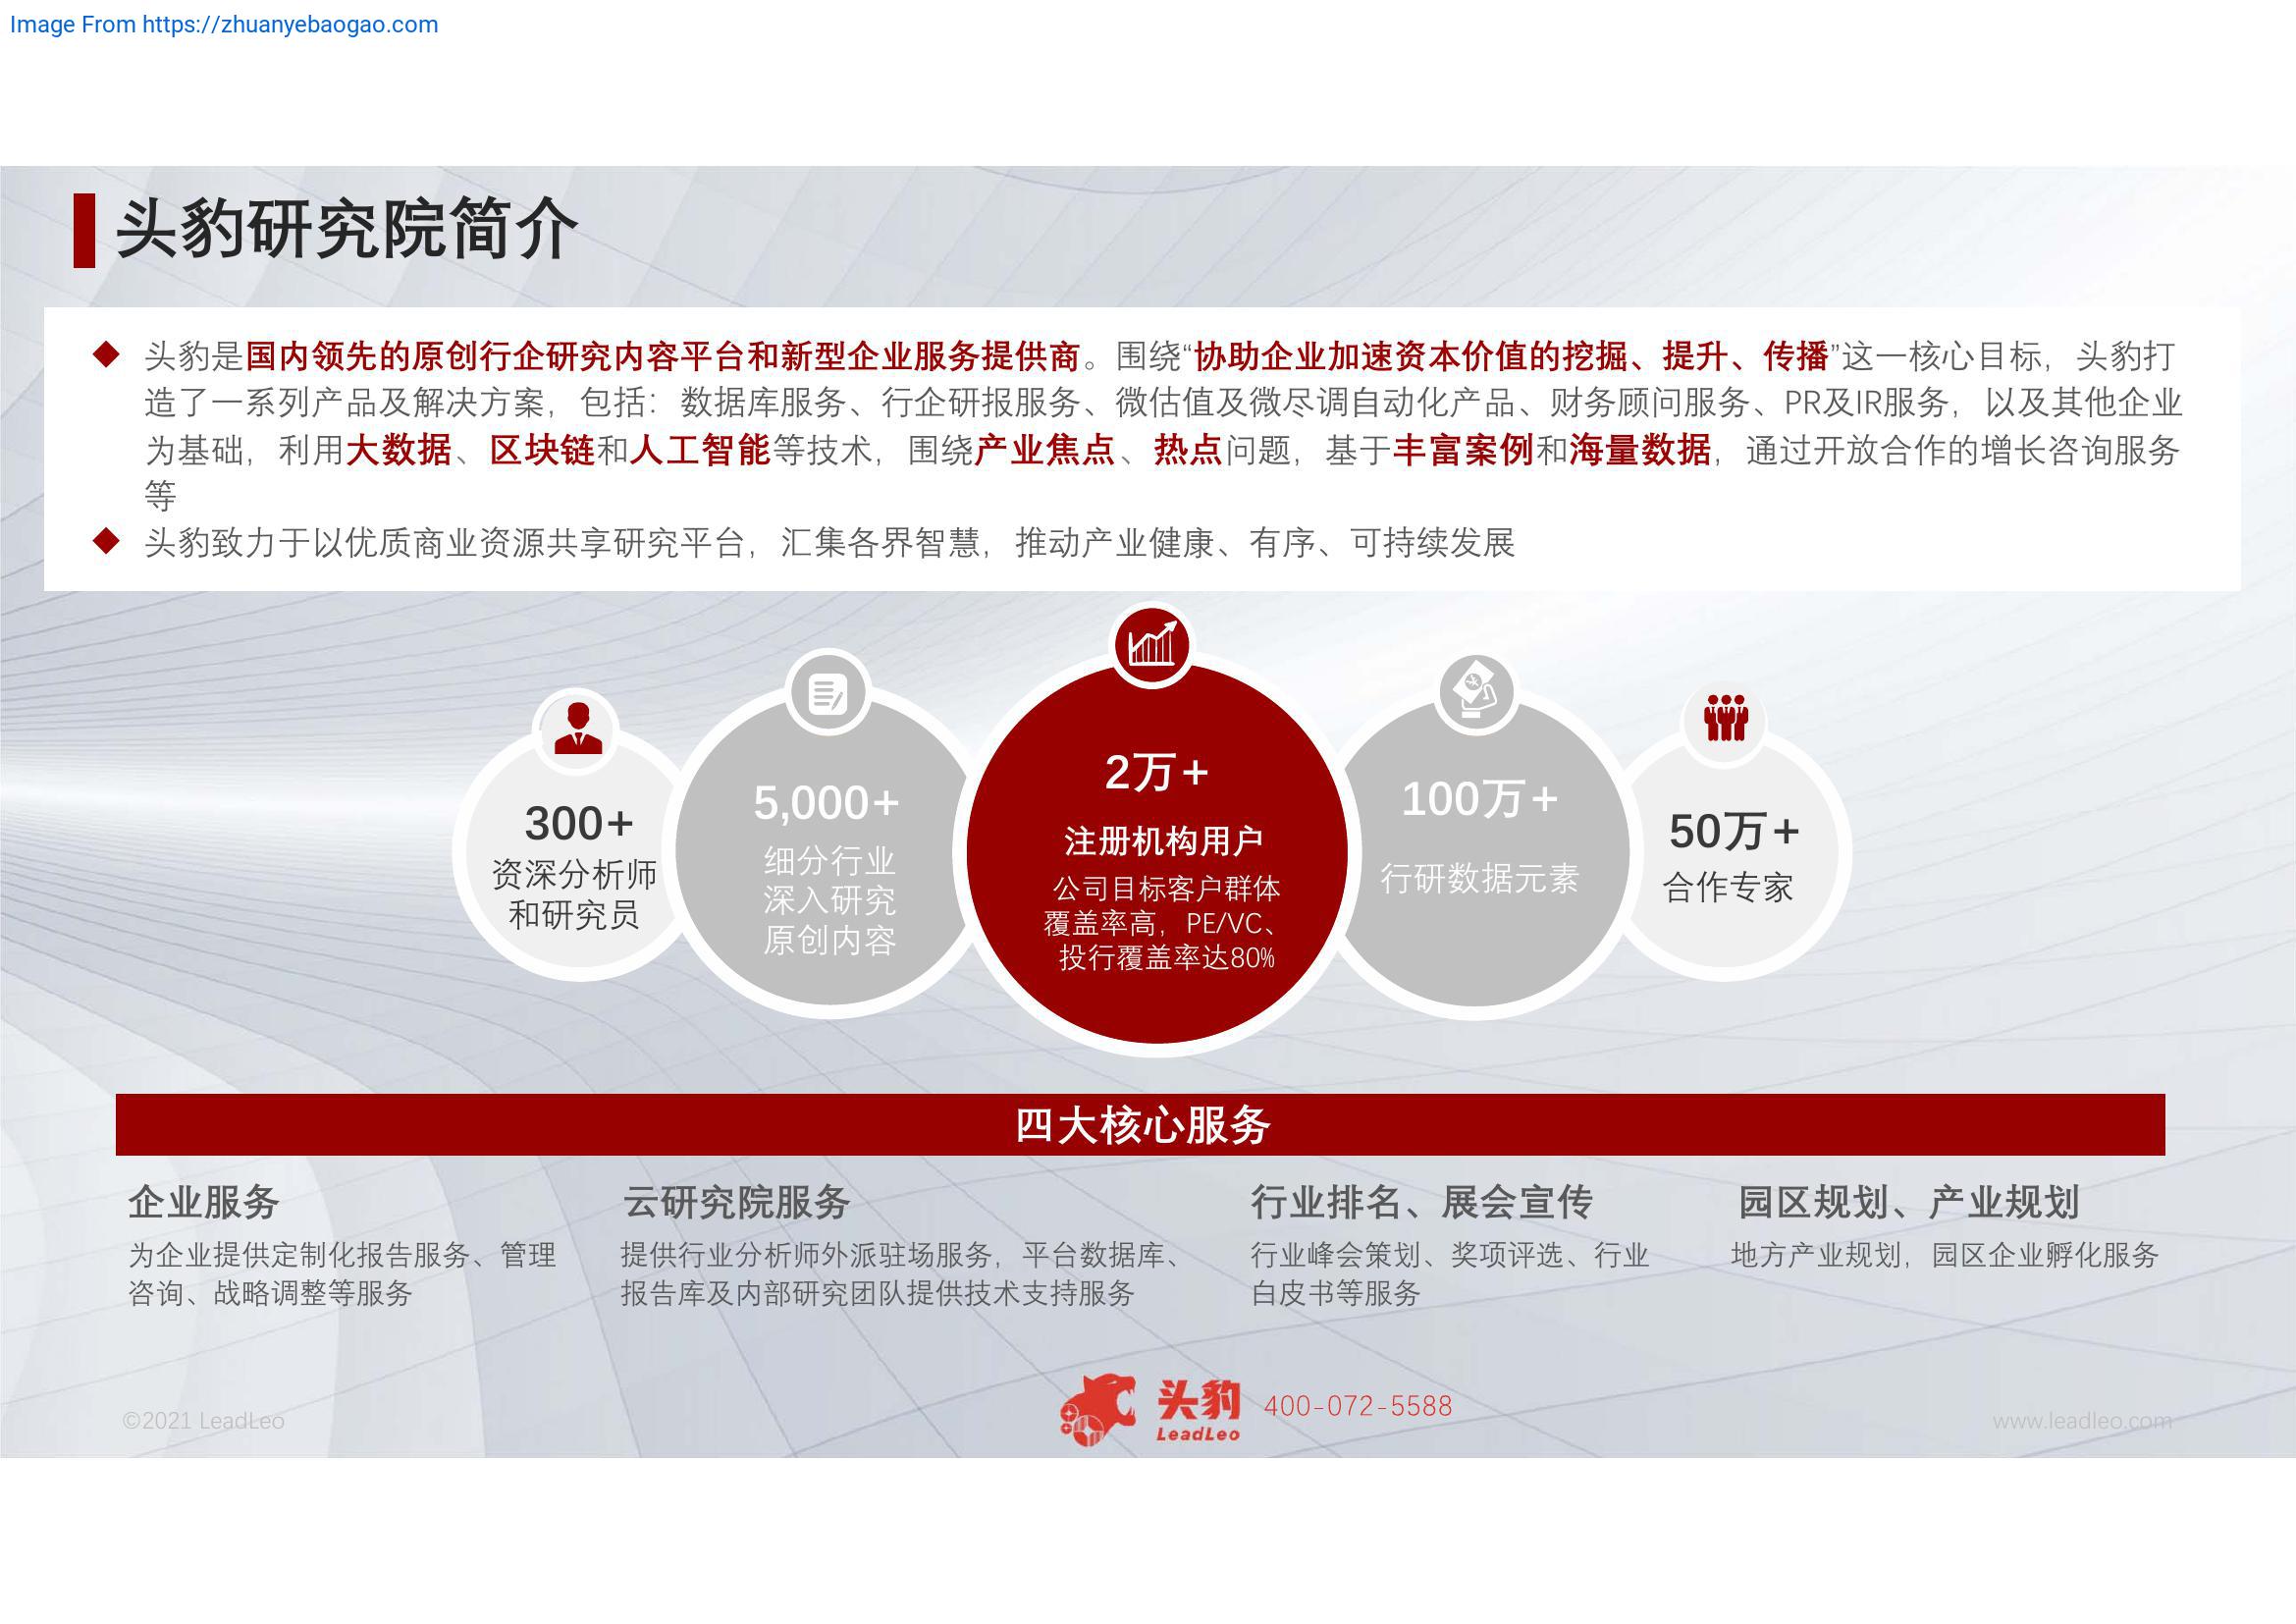 Image From https://zhuanyebaogao.com
头豹研究院简介
头豹是国内领先的原创行企研究内容平台和新型企业服务提供商。围绕“协助企业加速资本价值的挖掘、提升、传播”这一核心目标，头豹打
造了一系列产品及解决方案，包括：数据库服务、行企研报服务、微估值及微尽调自动化产品、财务顾问服务、PR及IR服务，以及其他企业
为基础，利用大数据、区块链和人工智能等技术，围绕产业焦点、热点问题，基于丰富案例和海量数据，通过开放合作的增长咨询服务
等
头豹致力于以优质商业资源共享研究平台，汇集各界智慧，推动产业健康、有序、可持续发展
300+
资深分析师
和研究员
5,000+
细分行业
深入研究
原创内容
2万+
注册机构用户
公司目标客户群体
覆盖率高，PE/VC、
投行覆盖率达80%
100万+
行研数据元素
50万+
合作专家
四大核心服务
企业服务
为企业提供定制化报告服务、管理
咨询、战略调整等服务
云研究院服务
提供行业分析师外派驻场服务，平台数据库、
报告库及内部研究团队提供技术支持服务
行业排名、展会宣传
行业峰会策划、奖项评选、行业
白皮书等服务
园区规划、产业规划
地方产业规划，园区企业孵化服务
©2021 LeadLeo
头豹
LeadLeo
400-072-5588
www.leadleo.com